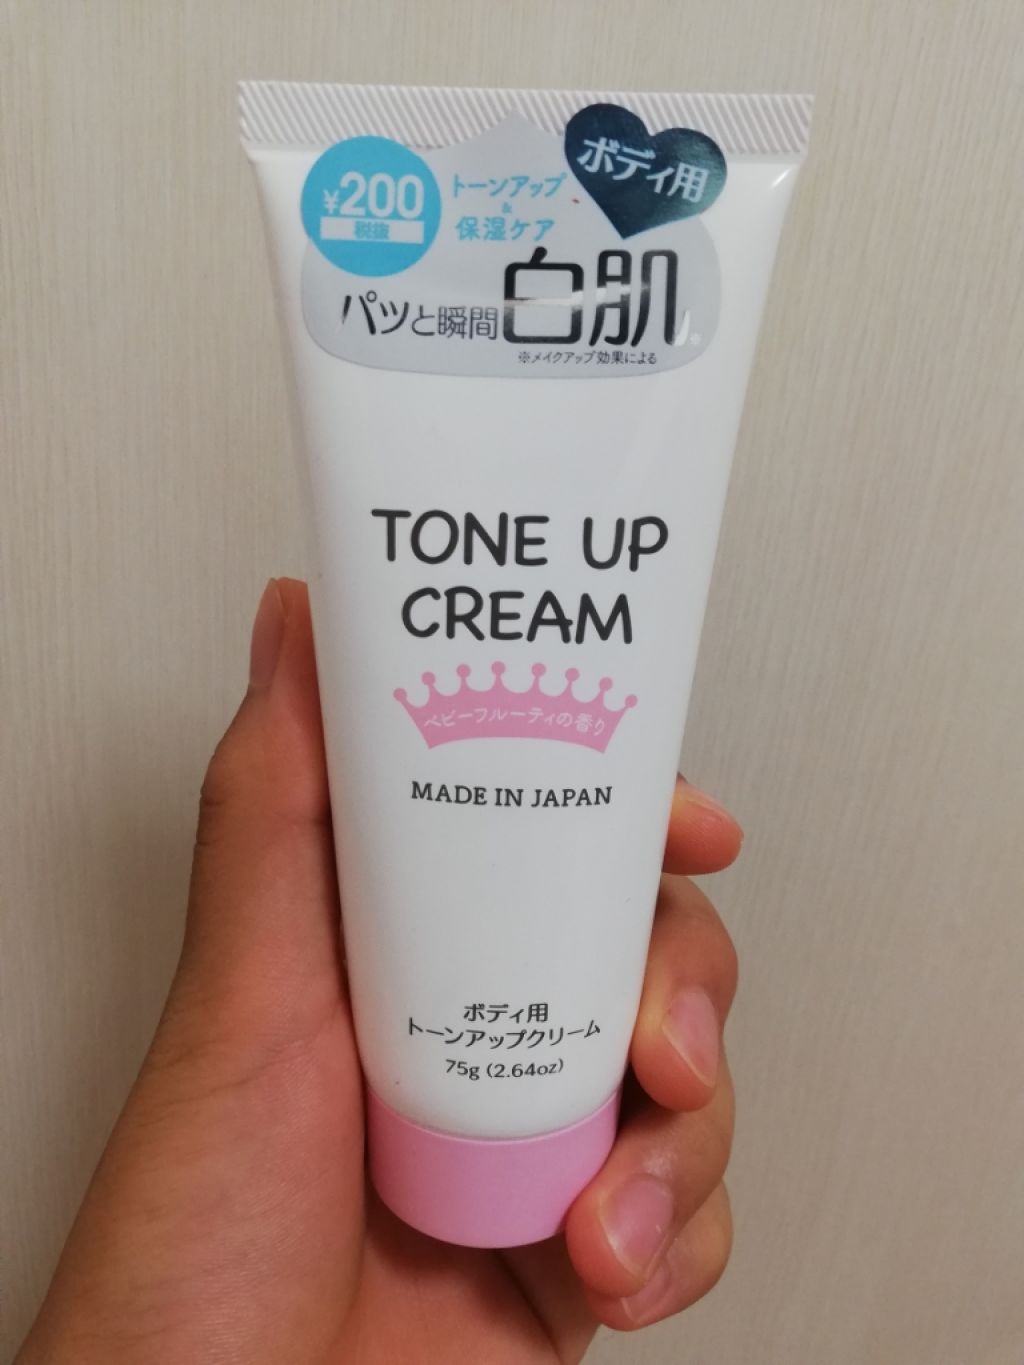 ¥200
税抜
トーンアップ
&
保湿ケア
ボディ用
パッと瞬間白肌※
※メイクアップ効果による
TONE UP
CREAM
ベビーフルーティの香り
MADE IN JAPAN
ボディ用
トーンアップクリーム
75g (2.64oz)